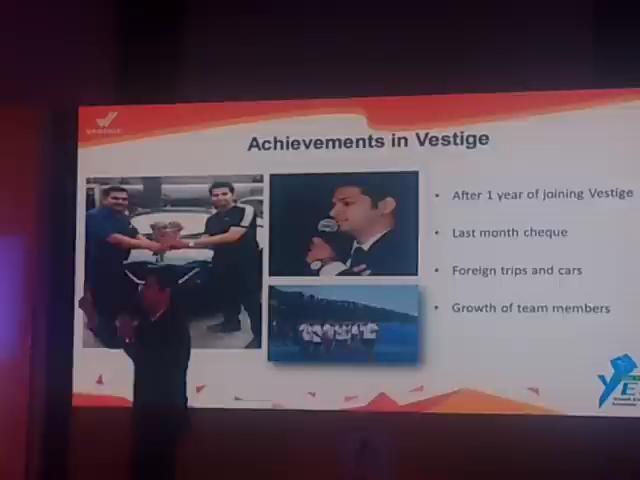 VESTIGE
Achievements in Vestige
• After 1 year of joining Vestige
• Last month cheque
• Foreign trips and cars
• Growth of team members